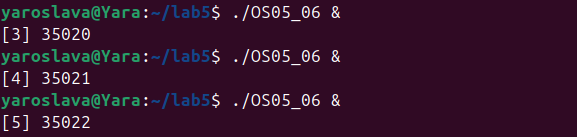 yaroslava@Yara:~/lab5$ ./OS05_06 &
[3] 35020
yaroslava@Yara:~/lab5$ ./OS05_06 &
[4] 35021
yaroslava@Yara:~/lab5$ ./OS05_06 &
[5] 35022